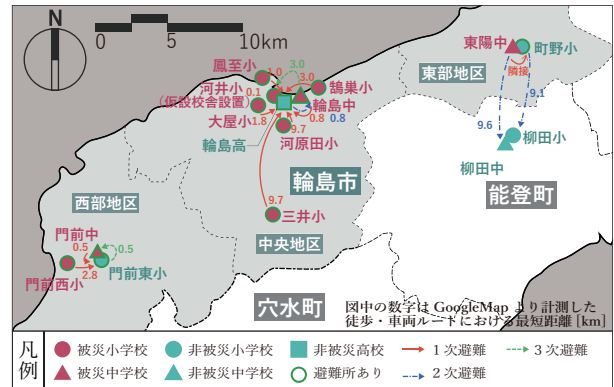 N
0 5 10km
鳳至小
3.0
1.0
3.0
河井小
(仮設校舎設置)
0.1
鵠巣小
輪島中
大屋小
1.8
0.8
0.8
9.7
輪島高
河原田小
輪島市
9.7
三井小
中央地区
西部地区
門前中
0.5
0.5
2.8
門前東小
門前西小
東陽中
町野小
隣接
東部地区
9.1
9.6
柳田小
柳田中
能登町
穴水町
図中の数字は GoogleMap より計測した
徒歩・車両ルートにおける最短距離 [km]
凡例
被災小学校 非被災小学校 非被災高校 1次避難 3次避難
被災中学校 非被災中学校 避難所あり 2次避難